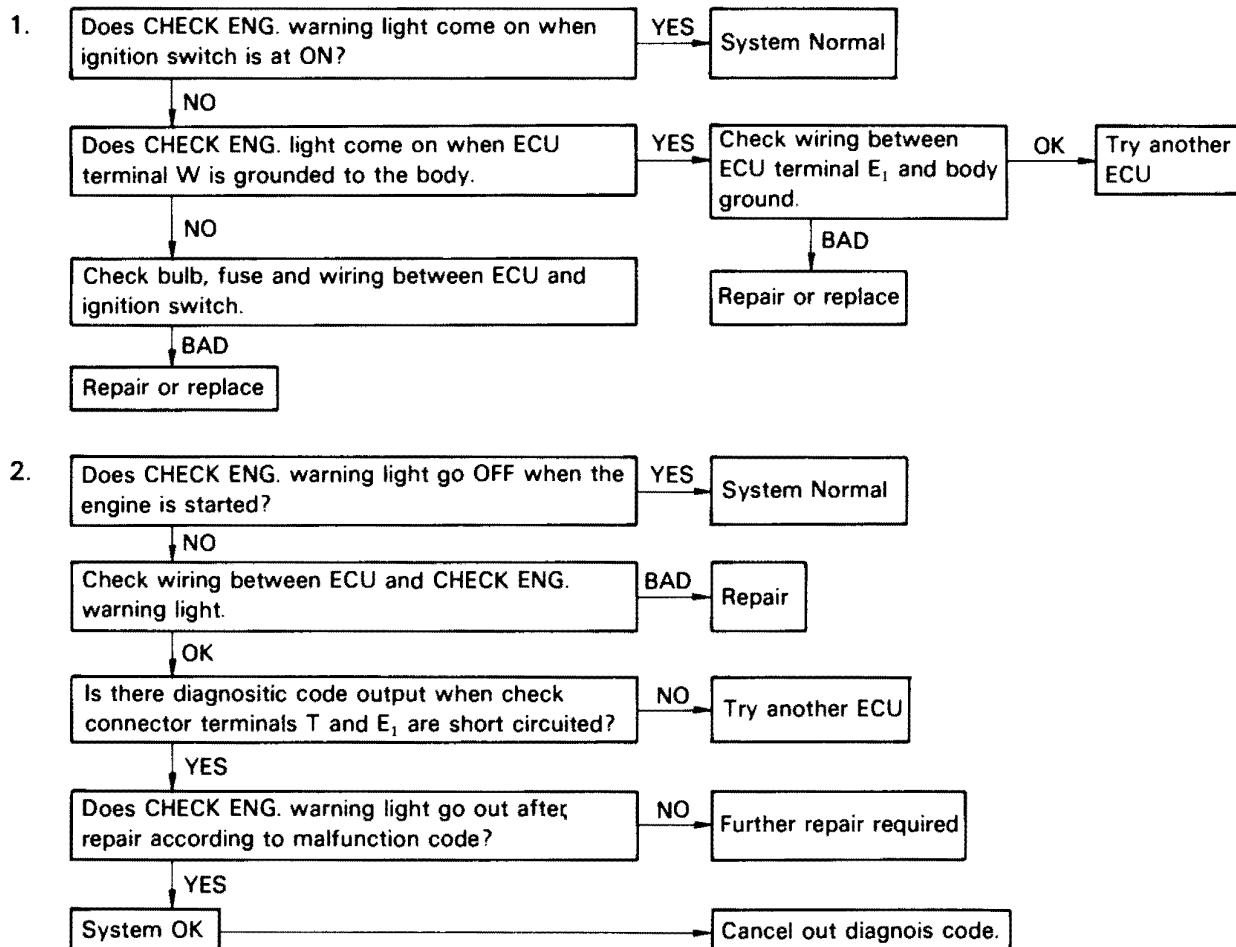 1.
Does CHECK ENG. warning light come on when
ignition switch is at ON?
YES
System Normal
NO
Does CHECK ENG. light come on when ECU
terminal W is grounded to the body.
YES
Check wiring between
ECU terminal E₁ and body
ground.
OK
Try another
ECU
NO
BAD
Check bulb, fuse and wiring between ECU and
ignition switch.
Repair or replace
BAD
Repair or replace
2.
Does CHECK ENG. warning light go OFF when the
engine is started?
YES
System Normal
NO
Check wiring between ECU and CHECK ENG.
warning light.
BAD
Repair
OK
Is there diagnositic code output when check
connector terminals T and E₁ are short circuited?
NO
Try another ECU
YES
Does CHECK ENG. warning light go out after,
repair according to malfunction code?
NO
Further repair required
YES
System OK
Cancel out diagnois code.